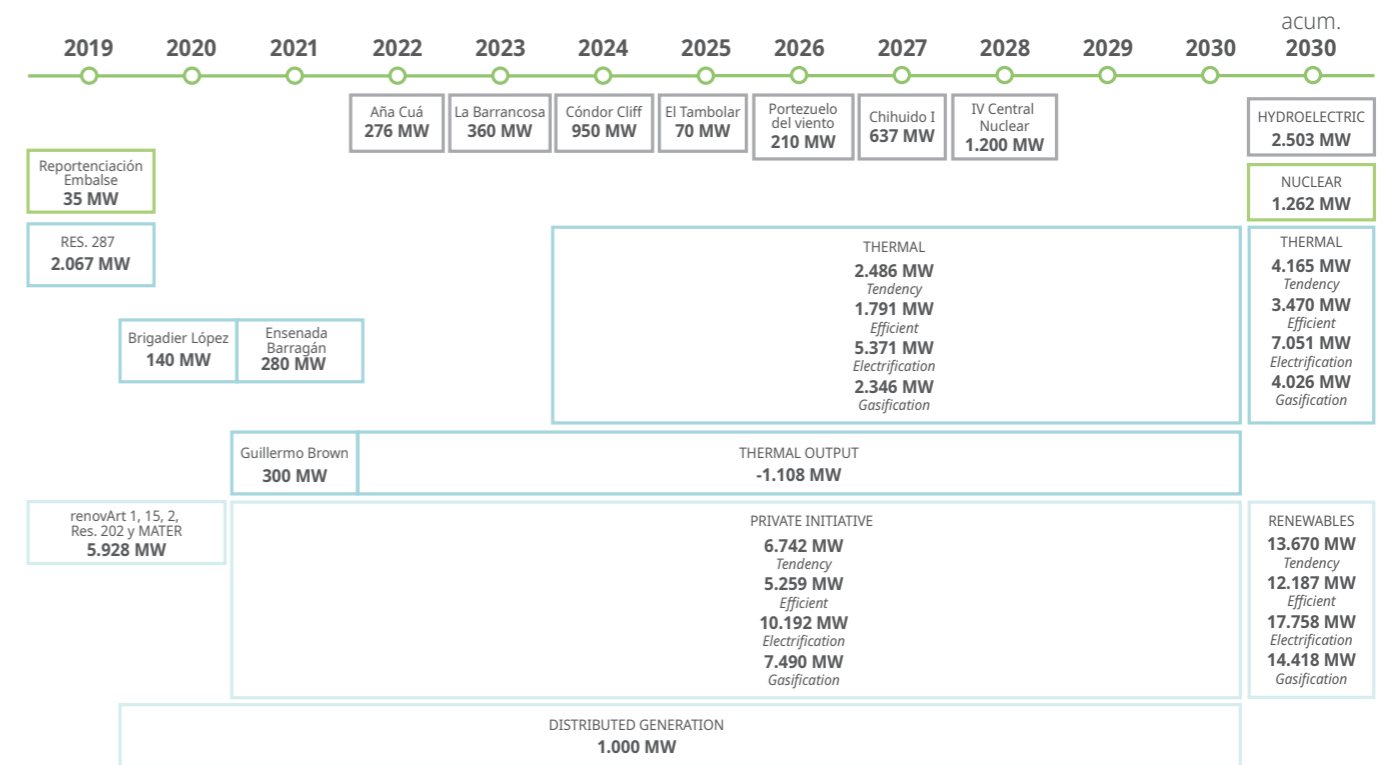 acum.
2019 2020 2021 2022 2023 2024 2025 2026 2027 2028 2029 2030 2030
Aña Cuá
276 MW
La Barrancosa
360 MW
Cóndor Cliff
950 MW
El Tambolar
70 MW
Portezuelo
del viento
210 MW
Chihuido I
637 MW
IV Central
Nuclear
1.200 MW
HYDROELECTRIC
2.503 MW
Reportenciación
Embalse
35 MW
NUCLEAR
1.262 MW
RES. 287
2.067 MW
THERMAL
2.486 MW
Tendency
1.791 MW
Efficient
5.371 MW
Electrification
2.346 MW
Gasification
THERMAL
4.165 MW
Tendency
3.470 MW
Efficient
7.051 MW
Electrification
4.026 MW
Gasification
Brigadier López
140 MW
Ensenada
Barragán
280 MW
Guillermo Brown
300 MW
THERMAL OUTPUT
-1.108 MW
renovArt 1, 15, 2,
Res. 202 y MATER
5.928 MW
PRIVATE INITIATIVE
6.742 MW
Tendency
5.259 MW
Efficient
10.192 MW
Electrification
7.490 MW
Gasification
RENEWABLES
13.670 MW
Tendency
12.187 MW
Efficient
17.758 MW
Electrification
14.418 MW
Gasification
DISTRIBUTED GENERATION
1.000 MW